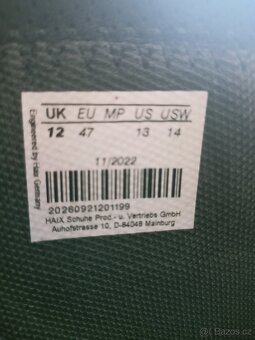 UK EU MP US USW
12 47 13 14
11/2022
20260921201199
HAIX Schuhe Prod.- u. Vertriebs GmbH
Auhofstrasse 10, D-84048 Mainburg
Engineered by Haix Germany
Bazos.cz